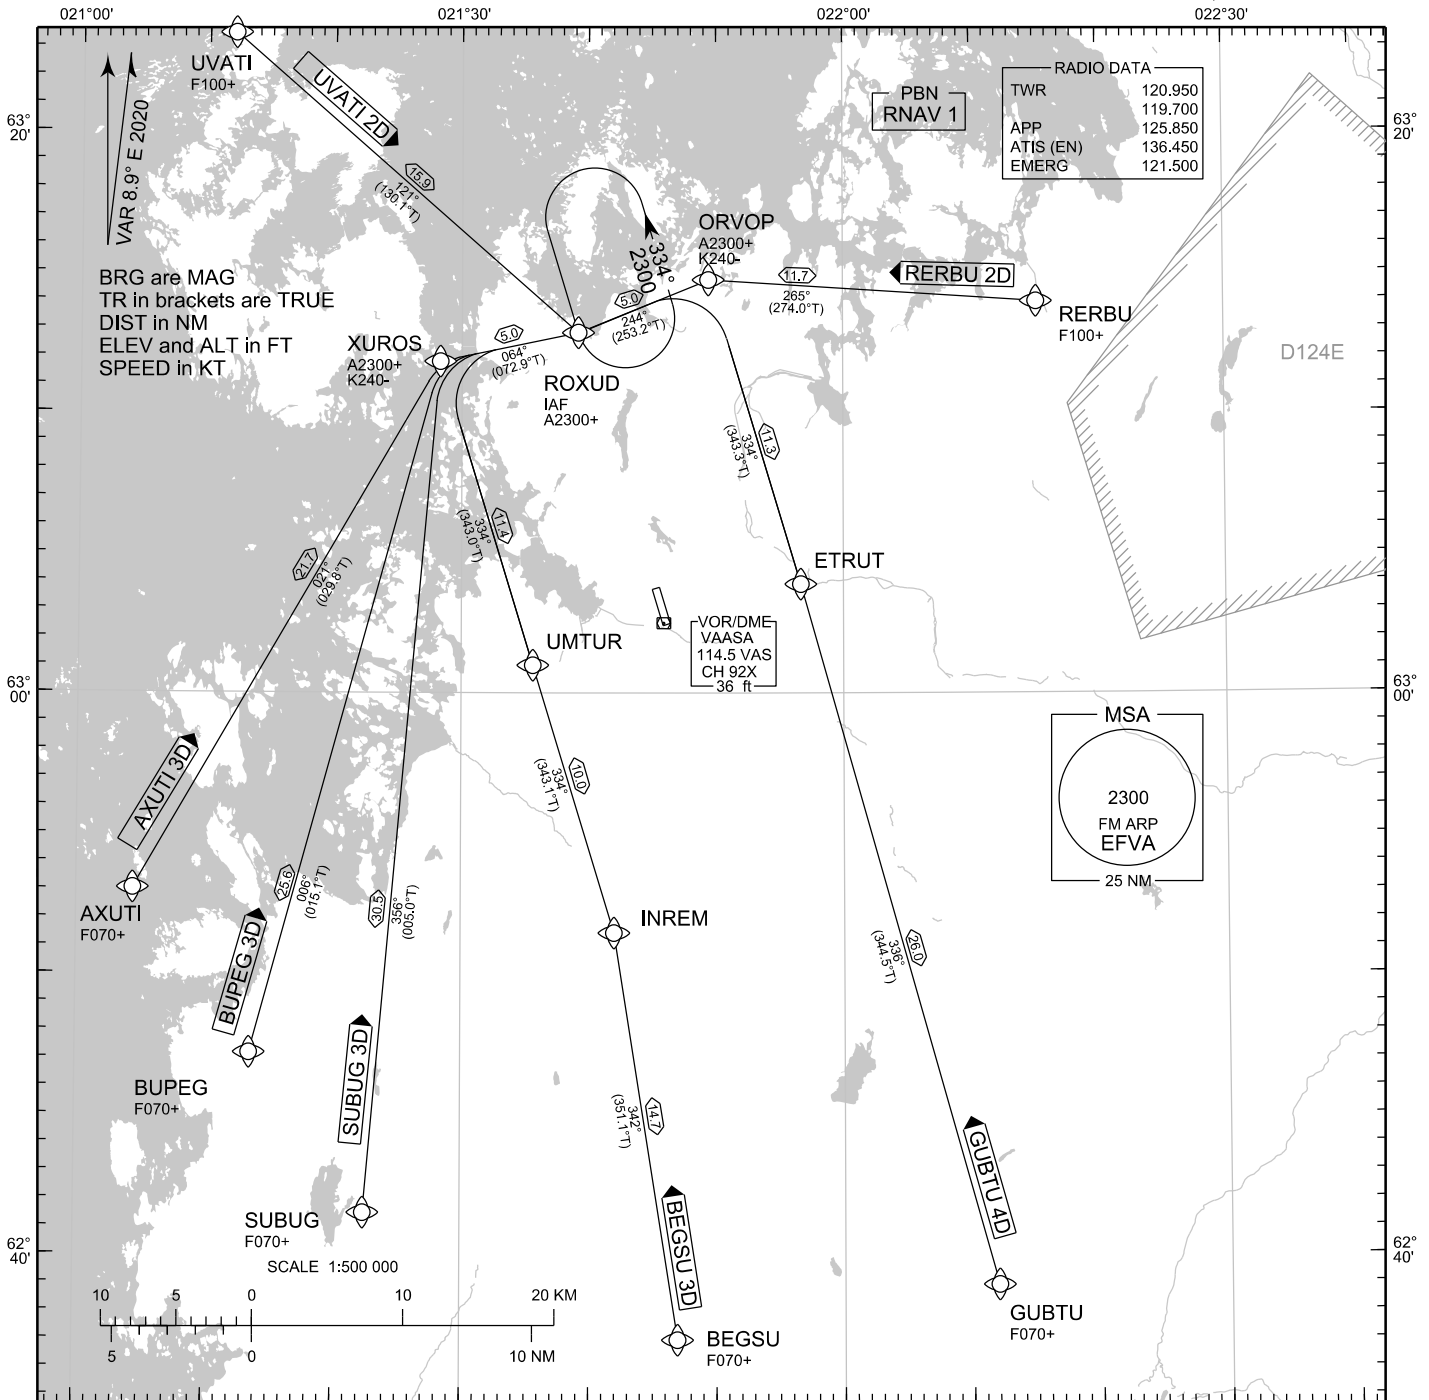 021°00'
021°30'
022°00'
022°30'
UVATI
F100+
UVATI 2D
VAR 8.9° E 2020
63°
20'
63°
20'
PBN
RNAV 1
RADIO DATA
TWR 120.950
119.700
APP 125.850
ATIS (EN) 136.450
EMERG 121.500
15.9
121°
(130.1°T)
BRG are MAG
TR in brackets are TRUE
DIST in NM
ELEV and ALT in FT
SPEED in KT
334°
2300
ORVOP
A2300+
K240-
11.7
265°
(274.0°T)
RERBU 2D
RERBU
F100+
D124E
XUROS
A2300+
K240-
5.0
064°
(072.9°T)
5.0
244°
(253.2°T)
ROXUD
IAF
A2300+
11.3
334°
(343.3°T)
11.4
334°
(343.0°T)
21.7
021°
(029.8°T)
ETRUT
UMTUR
VOR/DME
VAASA
114.5 VAS
CH 92X
36 ft
63°
00'
63°
00'
MSA
2300
FM ARP
EFVA
25 NM
AXUTI 3D
10.0
334°
(343.1°T)
AXUTI
F070+
25.6
006°
(015.1°T)
30.5
356°
(005.0°T)
INREM
26.0
336°
(344.5°T)
BUPEG 3D
BUPEG
F070+
SUBUG 3D
14.7
342°
(351.1°T)
GUBTU 4D
BEGSU 3D
SUBUG
F070+
62°
40'
62°
40'
SCALE 1:500 000
10 5 0 10 20 KM
5 0 10 NM
GUBTU
F070+
BEGSU
F070+